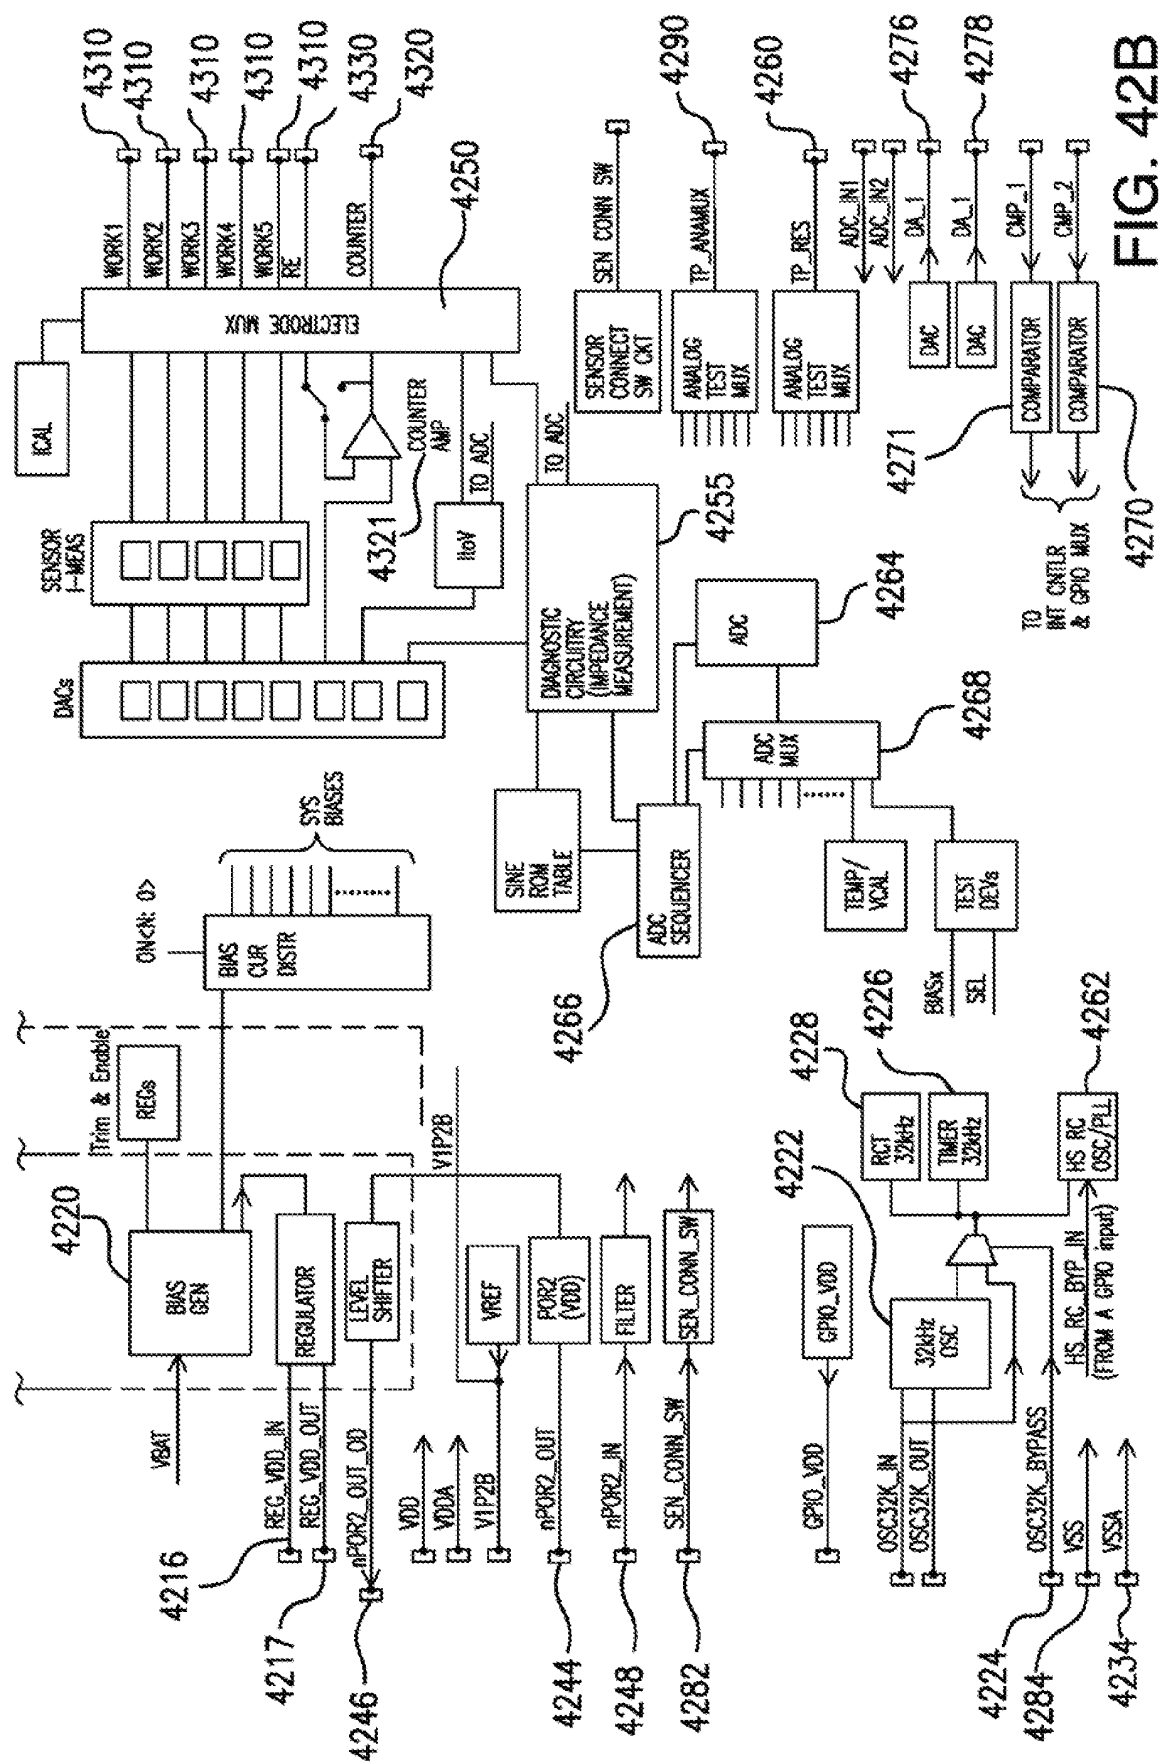 4310
4310
4310
4310
4310
4330
4320
WORK1
WORK2
WORK3
WORK4
WORK5
RE
COUNTER
4250
ELECTRODE MUX
ICAL
SENSOR
I-MEAS
DACs
4321
COUNTER
AMP
TO ADC
ItoV
TO ADC
DIAGNOSTIC
CIRCUITRY
(IMPEDANCE
MEASUREMENT)
4255
SEN CONN SW
SENSOR
CONNECT
SW CKT
4290
TP_ANAMUX
ANALOG
TEST
MUX
4260
TP_RES
ANALOG
TEST
MUX
ADC_IN1
ADC_IN2
4276
DA_1
DAC
4278
DA_1
DAC
CMP_1
COMPARATOR
4271
CMP_2
COMPARATOR
4270
TO
INT CNTLR
& GPIO MUX
ADC
4264
ADC
MUX
4268
SINE
ROM
TABLE
ADC
SEQUENCER
4266
TEMP/
VCAL
TEST
DEVs
BIASx
SEL
ON<N: 0>
BIAS
CUR
DISTR
SYS
BIASES
Trim & Enable
REGs
4220
BIAS
GEN
VBAT
REGULATOR
REG_VDD_IN
4216
REG_VDD_OUT
4217
LEVEL
SHIFTER
nPOR2_OUT_OD
4246
V1P2B
VDD
VDDA
V1P2B
VREF
POR2
(VDD)
nPOR2_OUT
4244
FILTER
nPOR2_IN
4248
SEN_CONN_SW
SEN_CONN_SW
4282
GPIO_VDD
GPIO_VDD
4222
32kHz
OSC
OSC32K_IN
OSC32K_OUT
4228
RCT
32kHz
4226
TIMER
32kHz
4262
HS RC
OSC/PLL
HS_RC_BYP_IN
(FROM A GPIO input)
OSC32K_BYPASS
4224
VSS
4284
VSSA
4234
FIG. 42B